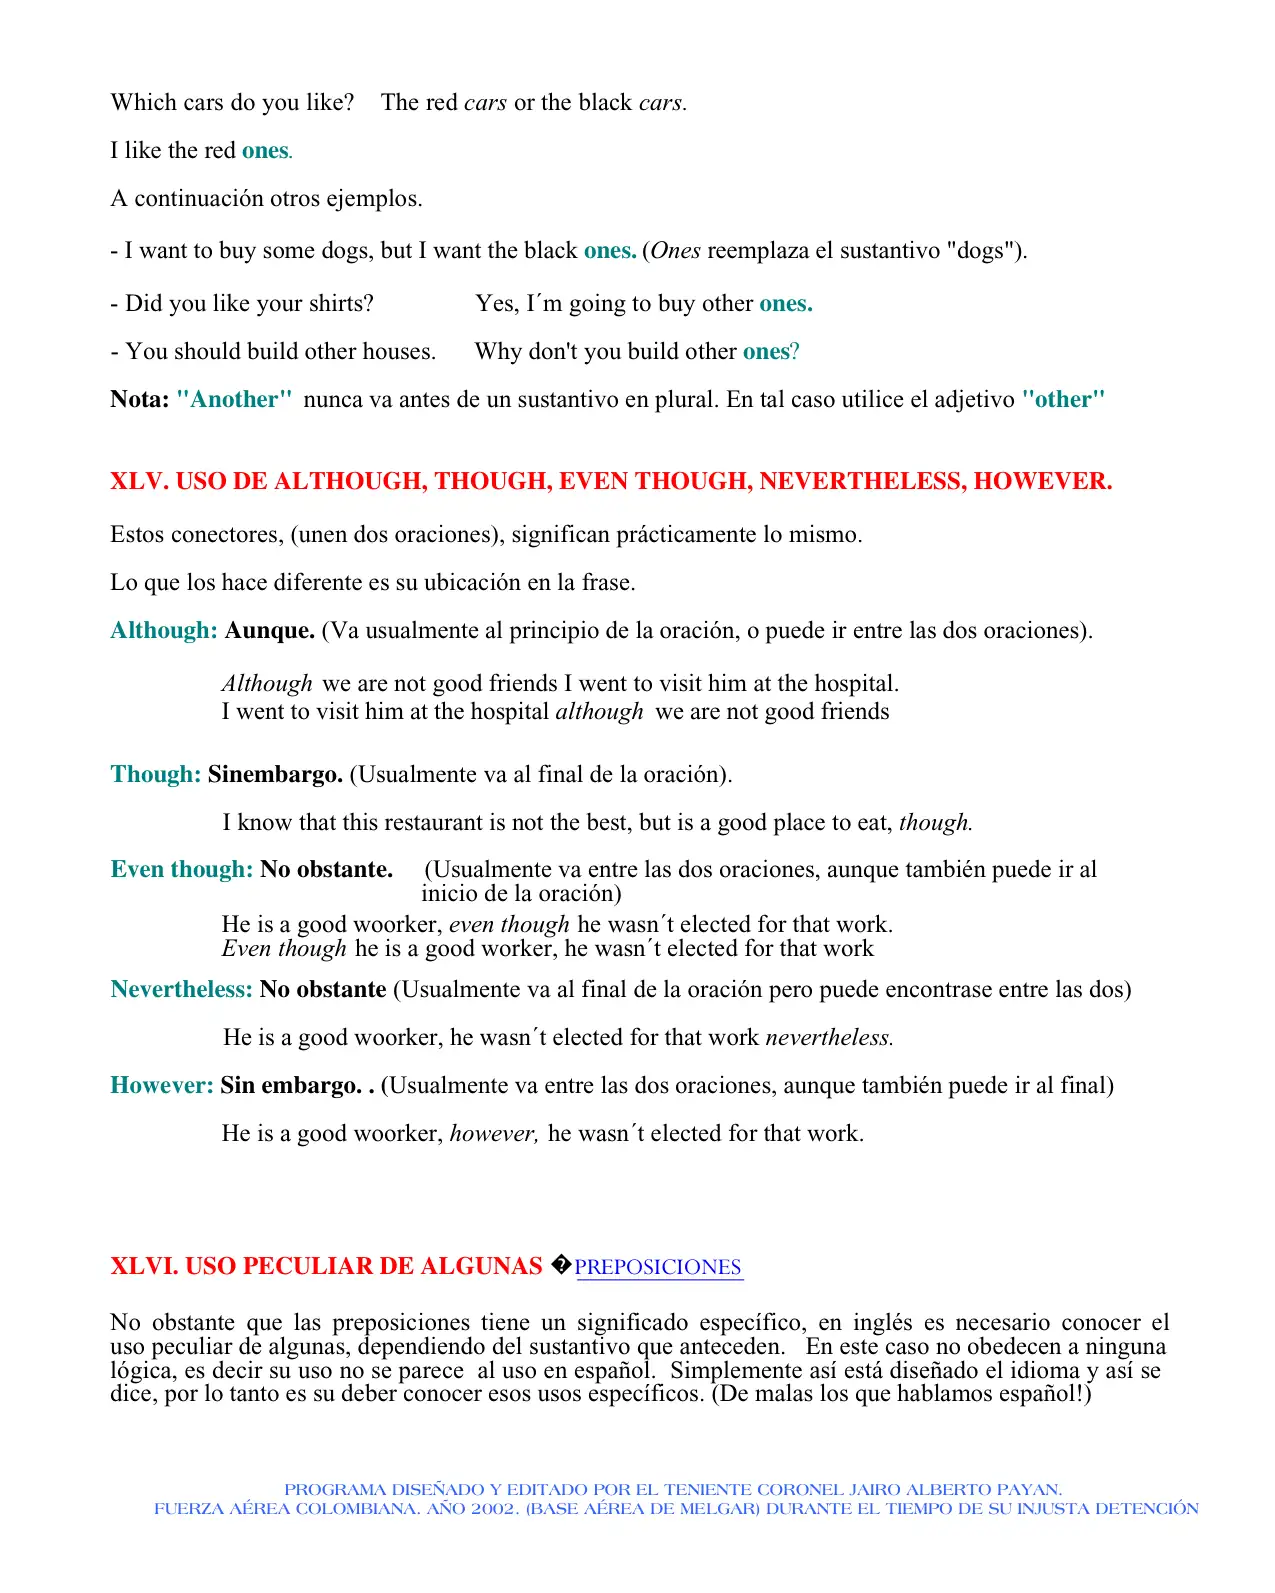 Which cars do you like? The red cars or the black cars.
I like the red ones.
A continuación otros ejemplos.
- I want to buy some dogs, but I want the black ones. (Ones reemplaza el sustantivo "dogs").
- Did you like your shirts? Yes, I´m going to buy other ones.
- You should build other houses. Why don't you build other ones?
Nota: "Another" nunca va antes de un sustantivo en plural. En tal caso utilice el adjetivo "other"
XLV. USO DE ALTHOUGH, THOUGH, EVEN THOUGH, NEVERTHELESS, HOWEVER.
Estos conectores, (unen dos oraciones), significan prácticamente lo mismo.
Lo que los hace diferente es su ubicación en la frase.
Although: Aunque. (Va usualmente al principio de la oración, o puede ir entre las dos oraciones).
Although we are not good friends I went to visit him at the hospital.
I went to visit him at the hospital although we are not good friends
Though: Sinembargo. (Usualmente va al final de la oración).
I know that this restaurant is not the best, but is a good place to eat, though.
Even though: No obstante. (Usualmente va entre las dos oraciones, aunque también puede ir al
inicio de la oración)
He is a good woorker, even though he wasn´t elected for that work.
Even though he is a good worker, he wasn´t elected for that work
Nevertheless: No obstante (Usualmente va al final de la oración pero puede encontrase entre las dos)
He is a good woorker, he wasn´t elected for that work nevertheless.
However: Sin embargo. . (Usualmente va entre las dos oraciones, aunque también puede ir al final)
He is a good woorker, however, he wasn´t elected for that work.
XLVI. USO PECULIAR DE ALGUNAS �PREPOSICIONES
No obstante que las preposiciones tiene un significado específico, en inglés es necesario conocer el
uso peculiar de algunas, dependiendo del sustantivo que anteceden. En este caso no obedecen a ninguna
lógica, es decir su uso no se parece al uso en español. Simplemente así está diseñado el idioma y así se
dice, por lo tanto es su deber conocer esos usos específicos. (De malas los que hablamos español!)
PROGRAMA DISEÑADO Y EDITADO POR EL TENIENTE CORONEL JAIRO ALBERTO PAYAN.
FUERZA AÉREA COLOMBIANA. AÑO 2002. (BASE AÉREA DE MELGAR) DURANTE EL TIEMPO DE SU INJUSTA DETENCIÓN